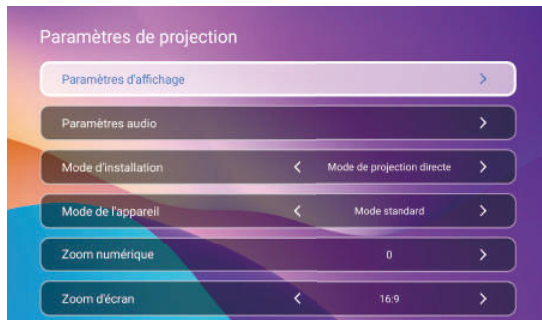 Paramètres de projection
Paramètres d'affichage
Paramètres audio
Mode d'installation Mode de projection directe
Mode de l'appareil Mode standard
Zoom numérique 0
Zoom d'écran 16:9